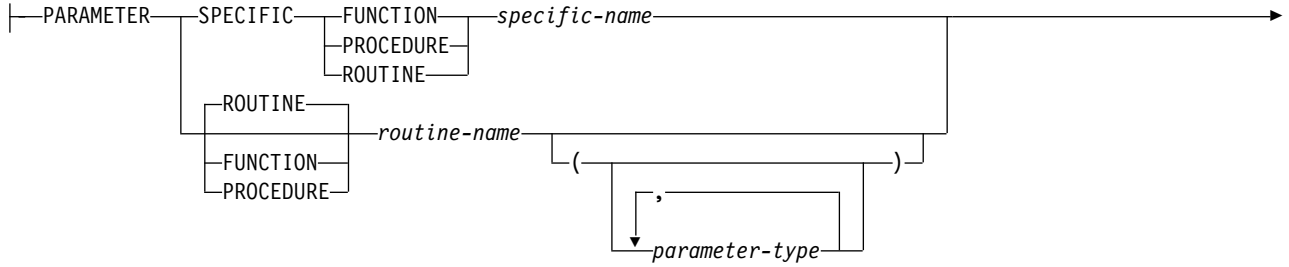 PARAMETER SPECIFIC FUNCTION specific-name
PROCEDURE
ROUTINE
ROUTINE
routine-name
FUNCTION ( )
PROCEDURE
,
parameter-type